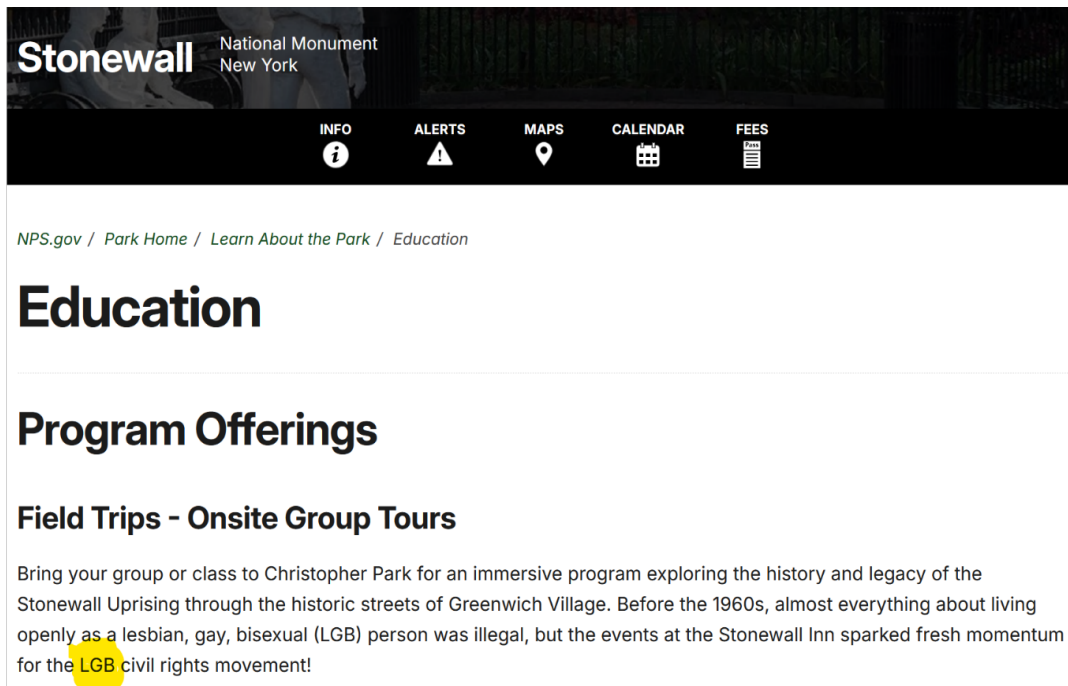 Stonewall
National Monument
New York
INFO
ALERTS
MAPS
CALENDAR
FEES
Pass
NPS.gov / Park Home / Learn About the Park / Education
Education
Program Offerings
Field Trips - Onsite Group Tours
Bring your group or class to Christopher Park for an immersive program exploring the history and legacy of the
Stonewall Uprising through the historic streets of Greenwich Village. Before the 1960s, almost everything about living
openly as a lesbian, gay, bisexual (LGB) person was illegal, but the events at the Stonewall Inn sparked fresh momentum
for the LGB civil rights movement!